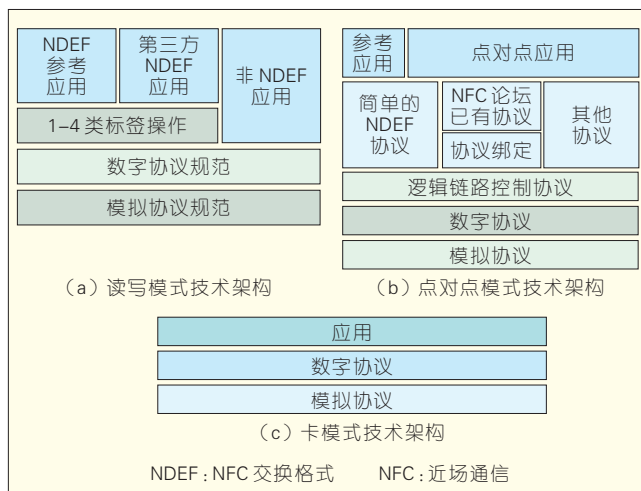 NDEF
参考
应用
第三方
NDEF
应用
非 NDEF
应用
1–4 类标签操作
数字协议规范
模拟协议规范
(a)读写模式技术架构
参考
应用
点对点应用
简单的
NDEF
协议
NFC 论坛
已有协议
协议绑定
其他
协议
逻辑链路控制协议
数字协议
模拟协议
(b)点对点模式技术架构
应用
数字协议
模拟协议
(c)卡模式技术架构
NDEF:NFC 交换格式 NFC:近场通信